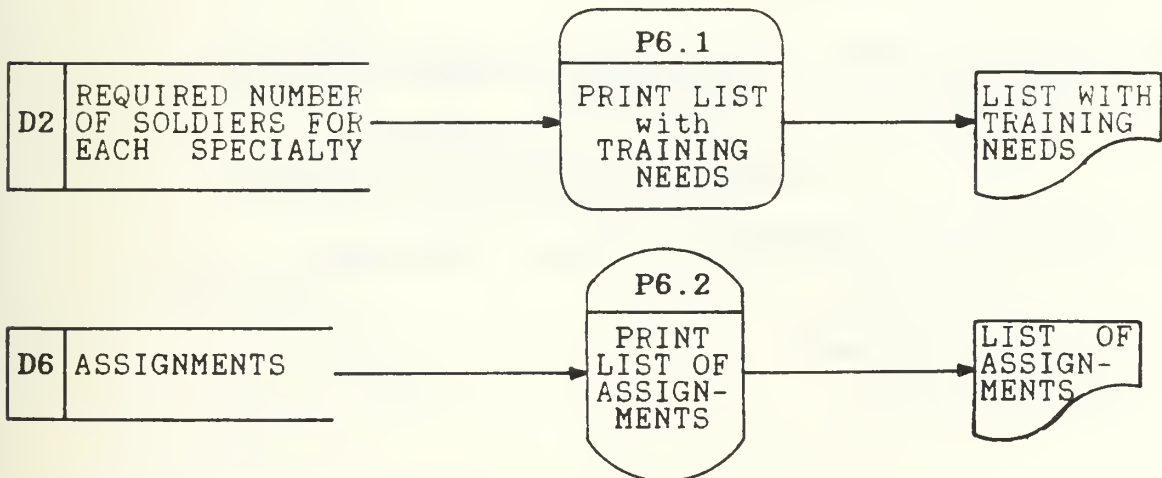 D2
REQUIRED NUMBER
OF SOLDIERS FOR
EACH SPECIALTY
P6.1
PRINT LIST
with
TRAINING
NEEDS
LIST WITH
TRAINING
NEEDS
D6
ASSIGNMENTS
P6.2
PRINT
LIST OF
ASSIGN-
MENTS
LIST OF
ASSIGN-
MENTS